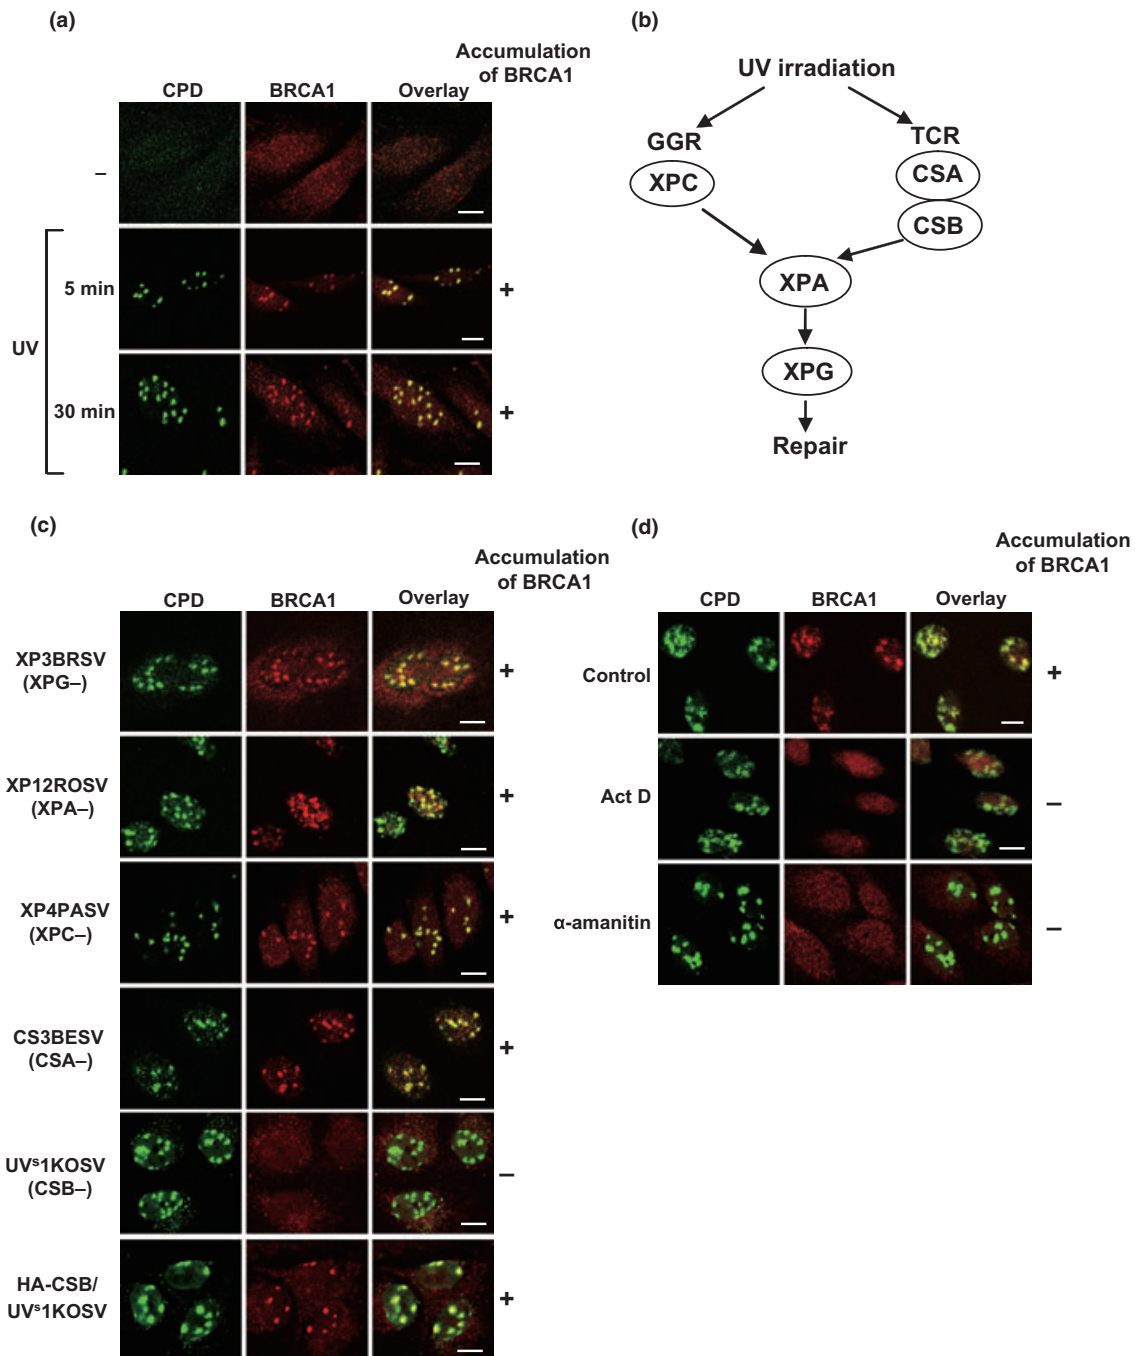 (a)
Accumulation
of BRCA1
CPD BRCA1 Overlay
–
UV
5 min +
30 min +
(b)
UV irradiation
GGR TCR
XPC CSA
CSB
XPA
XPG
Repair
(c)
Accumulation
of BRCA1
CPD BRCA1 Overlay
XP3BRSV
(XPG–) +
XP12ROSV
(XPA–) +
XP4PASV
(XPC–) +
CS3BESV
(CSA–) +
UVˢ1KOSV
(CSB–) –
HA-CSB/
UVˢ1KOSV +
(d)
Accumulation
of BRCA1
CPD BRCA1 Overlay
Control +
Act D –
α-amanitin –